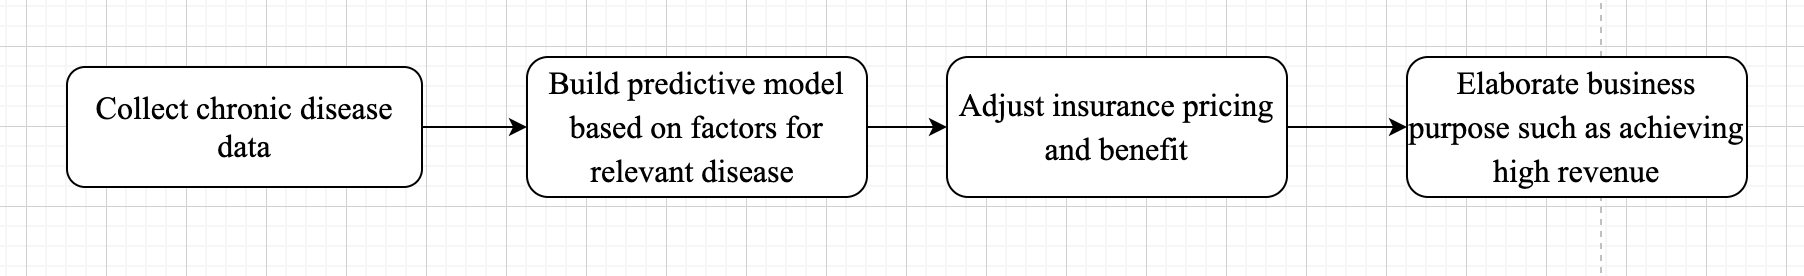 Collect chronic disease
data
Build predictive model
based on factors for
relevant disease
Adjust insurance pricing
and benefit
Elaborate business
purpose such as achieving
high revenue